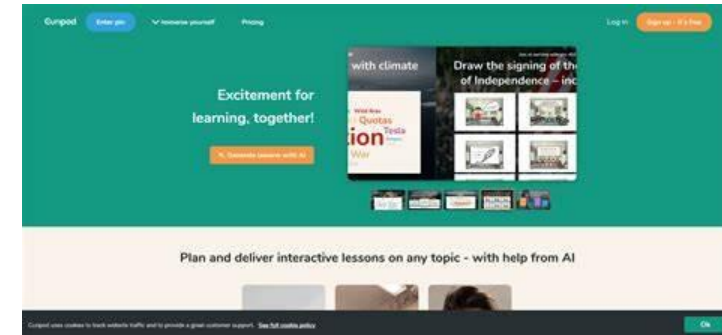 Curipod
Enter pin
Immerse yourself
Pricing
Log in
Sign up - it's free
with climate
Draw the signing of the
of Independence – inc
Excitement for
learning, together!
Wild fires
Quotas
Tesla
tion
War
Generate lessons with AI
Plan and deliver interactive lessons on any topic - with help from AI
Curipod uses cookies to track website traffic and to provide a great customer support. See full cookie policy
Ok